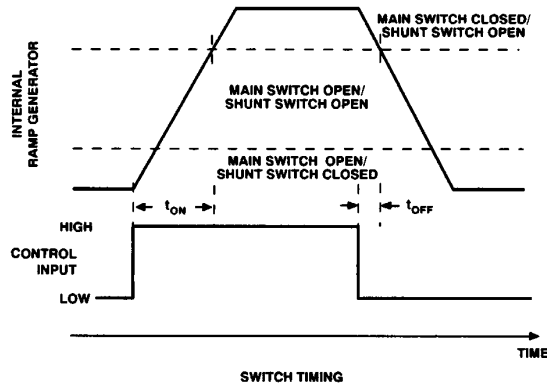 MAIN SWITCH CLOSED/
SHUNT SWITCH OPEN
INTERNAL
RAMP GENERATOR
MAIN SWITCH OPEN/
SHUNT SWITCH OPEN
MAIN SWITCH OPEN/
SHUNT SWITCH CLOSED
tON
tOFF
HIGH
CONTROL
INPUT
LOW
TIME
SWITCH TIMING